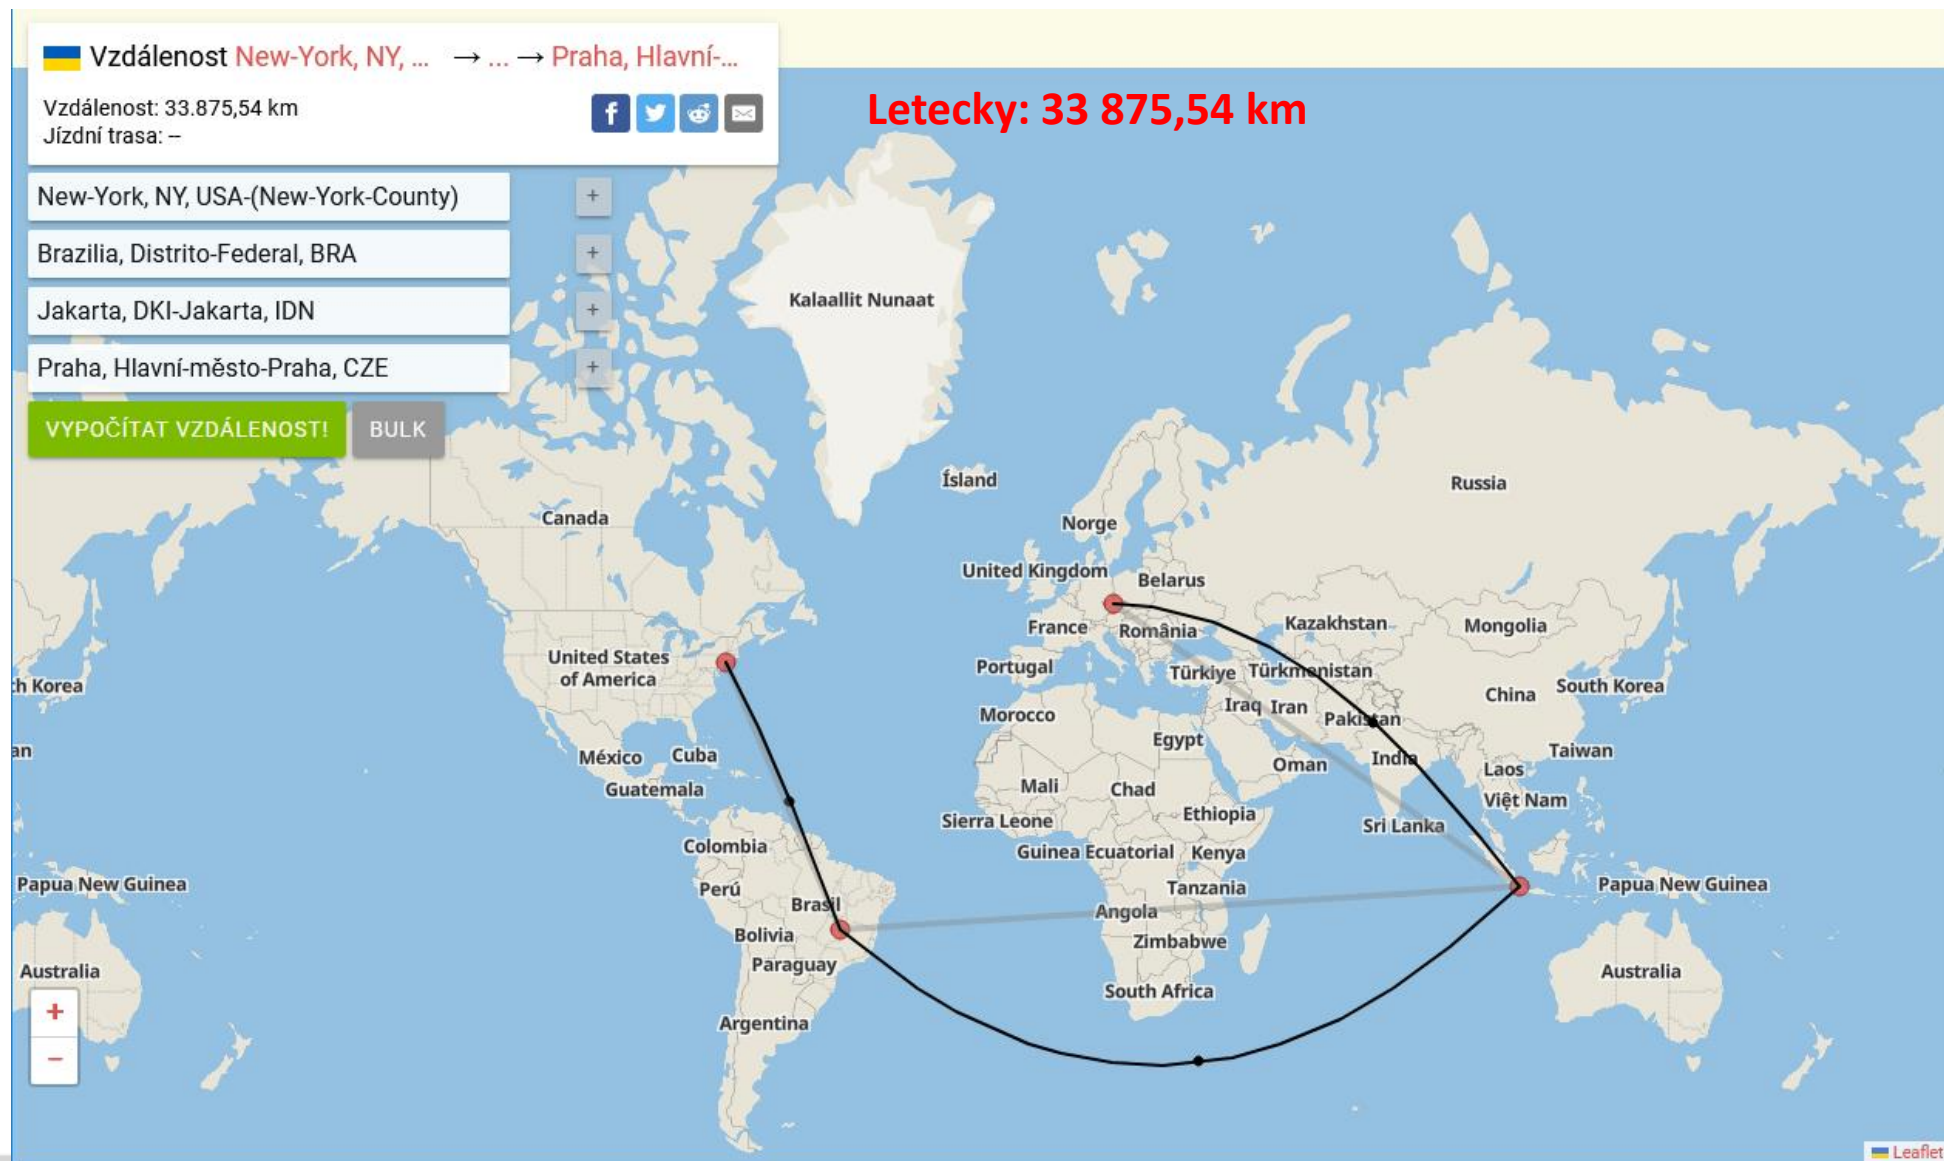 Vzdálenost New-York, NY, ... → ... → Praha, Hlavní-...
Vzdálenost: 33.875,54 km
Jízdní trasa: --
Letecky: 33 875,54 km
New-York, NY, USA-(New-York-County)
+
Brazilia, Distrito-Federal, BRA
+
Jakarta, DKI-Jakarta, IDN
+
Praha, Hlavní-město-Praha, CZE
+
VYPOČÍTAT VZDÁLENOST!
BULK
Kalaallit Nunaat
Ísland
Russia
Canada
Norge
United Kingdom
Belarus
France
România
Kazakhstan
Mongolia
United States
of America
Portugal
Türkiye
Türkmenistan
China
South Korea
th Korea
Morocco
Iraq
Iran
Pakistan
Egypt
an
México
Cuba
Oman
India
Laos
Taiwan
Guatemala
Mali
Chad
Ethiopia
Việt Nam
Sierra Leone
Sri Lanka
Colombia
Guinea Ecuatorial
Kenya
Papua New Guinea
Perú
Tanzania
Papua New Guinea
Brasil
Angola
Bolivia
Zimbabwe
Paraguay
Australia
Australia
South Africa
Argentina
+
−
Leaflet